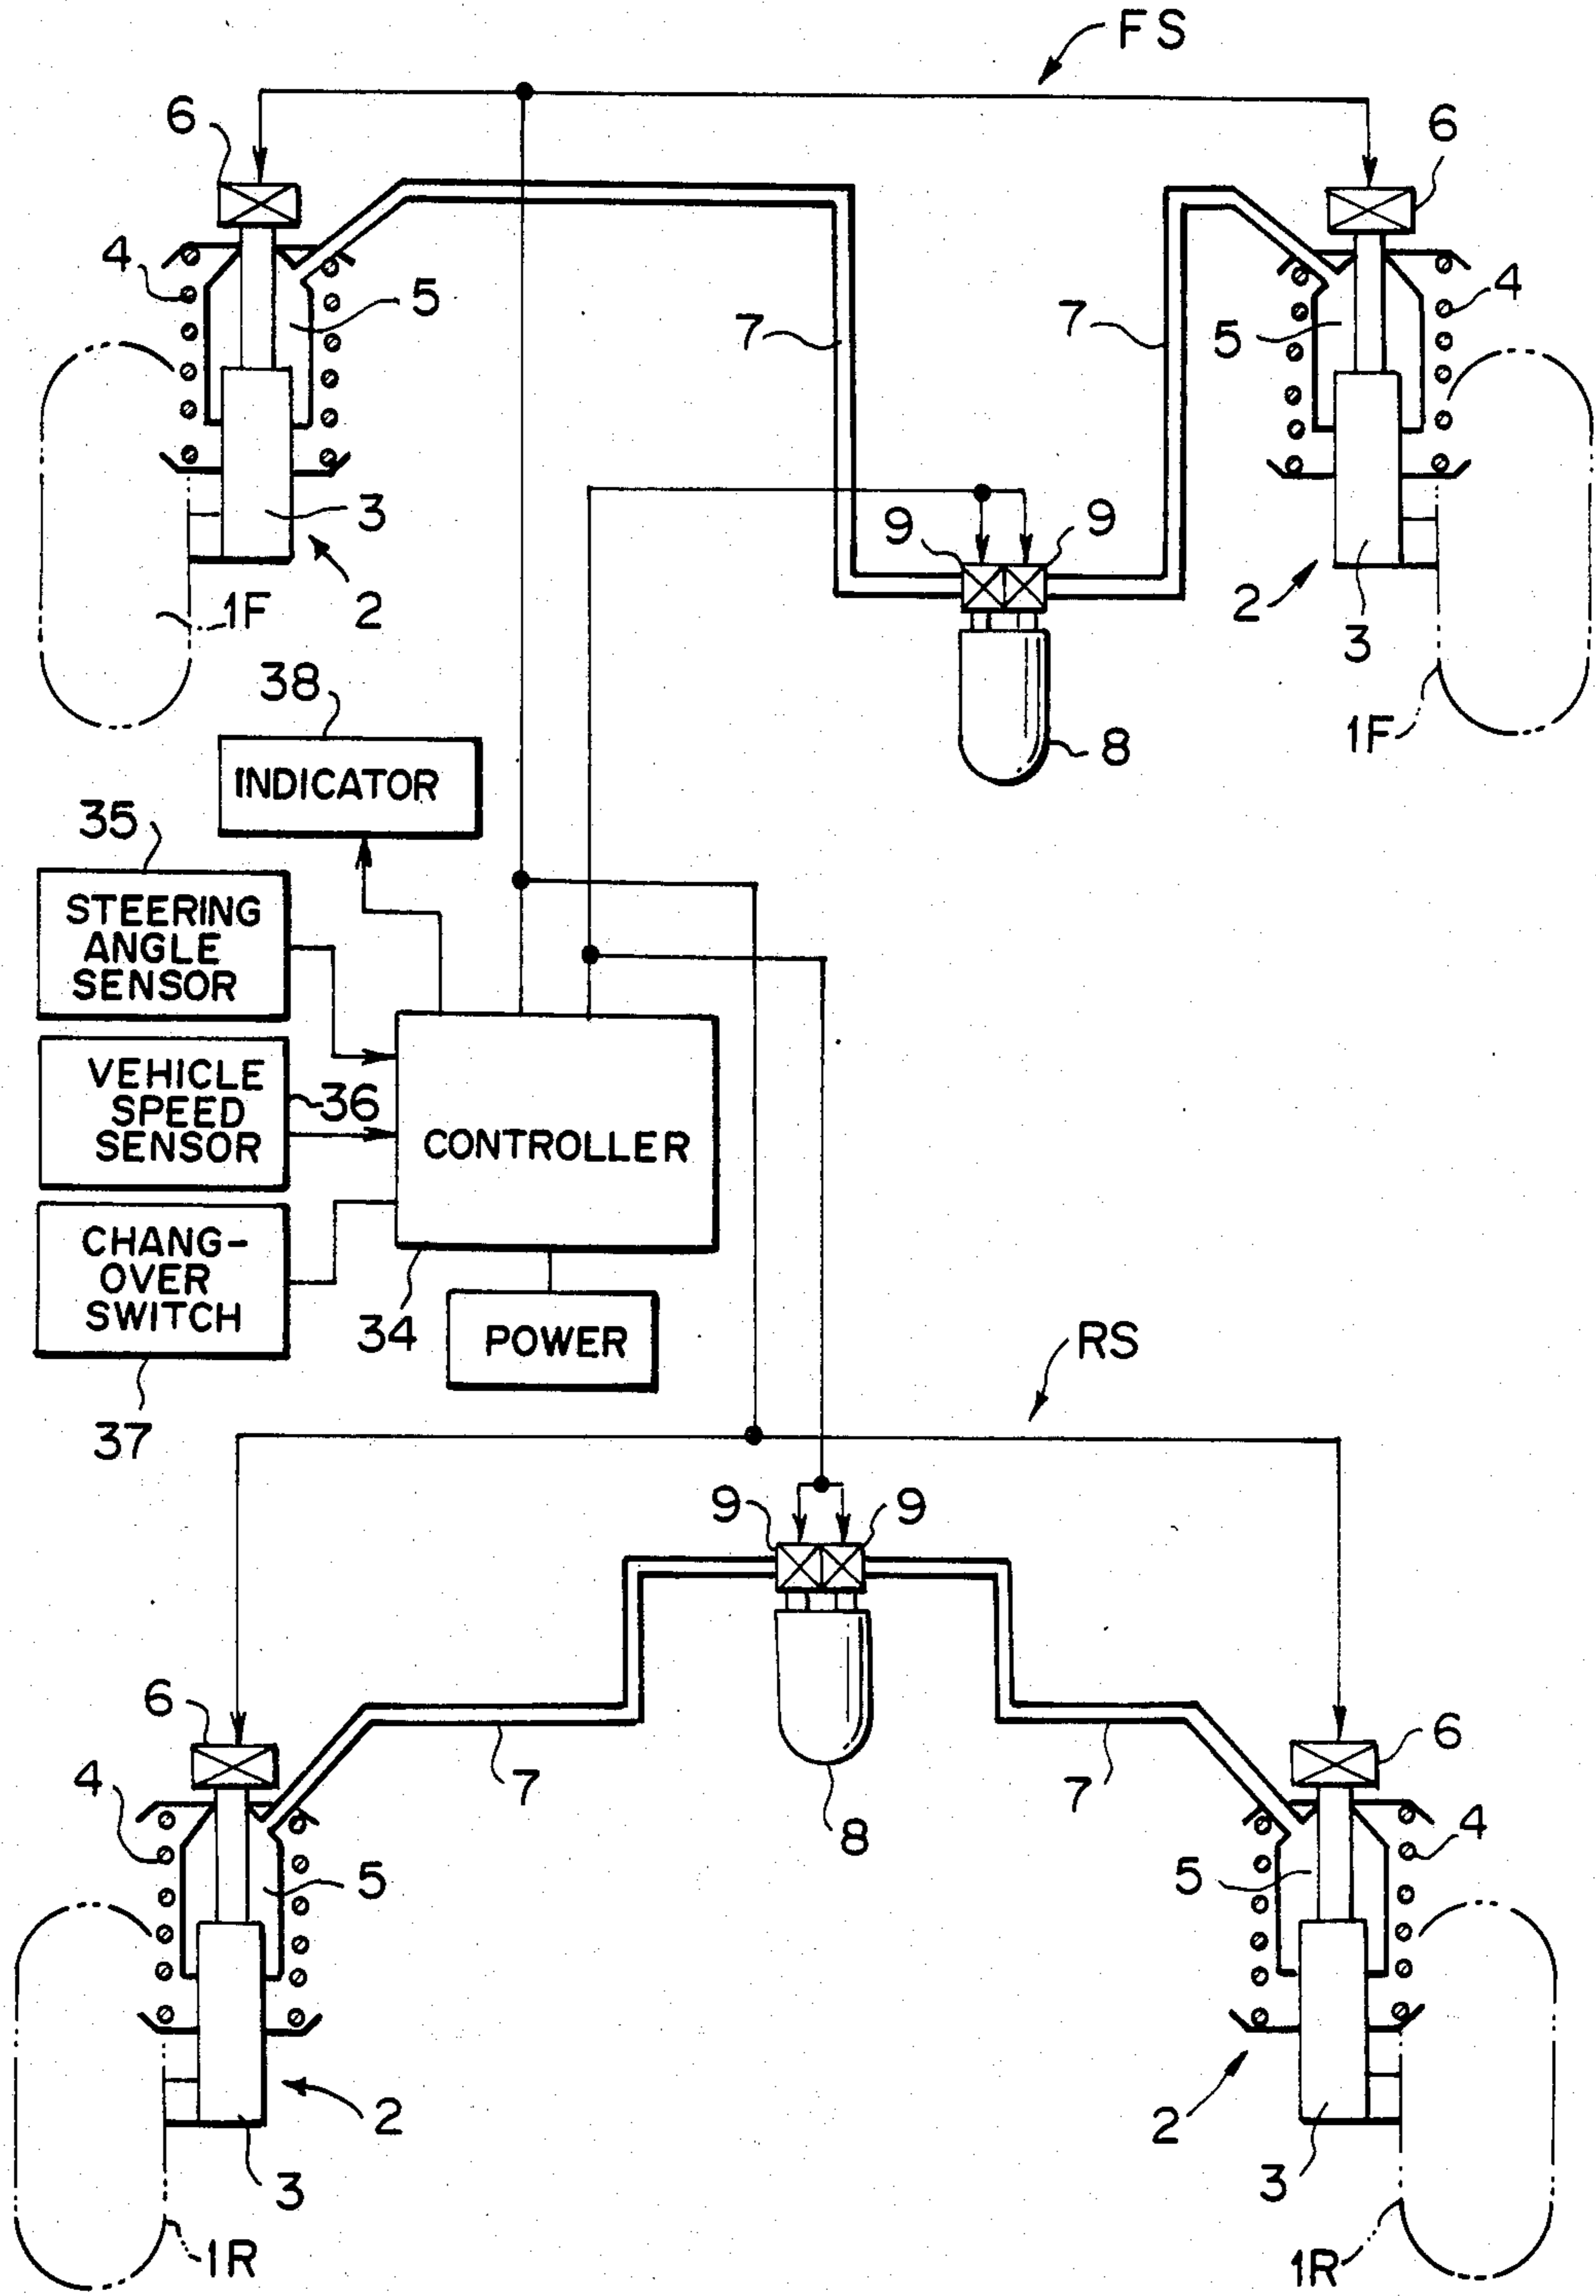 FS
6
6
4
5
7
7
5
4
3
9
9
2
1F
2
3
38
1F
8
INDICATOR
35
STEERING
ANGLE
SENSOR
VEHICLE
SPEED
SENSOR
36
CONTROLLER
CHANG-
OVER
SWITCH
34
POWER
RS
37
9
9
6
6
4
7
7
8
4
5
5
2
2
3
3
1R
1R